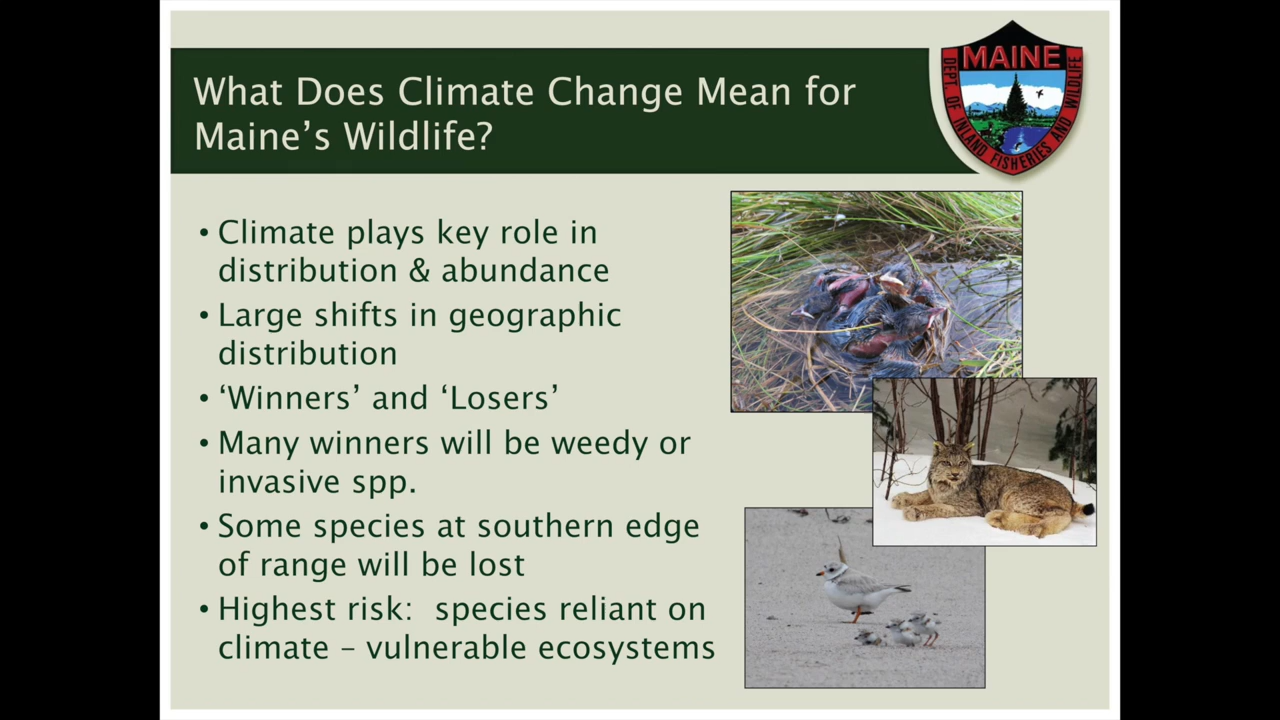 What Does Climate Change Mean for
Maine's Wildlife?
MAINE
DEPT. OF INLAND FISHERIES AND WILDLIFE
• Climate plays key role in
distribution & abundance
• Large shifts in geographic
distribution
• ‘Winners’ and ‘Losers’
• Many winners will be weedy or
invasive spp.
• Some species at southern edge
of range will be lost
• Highest risk:  species reliant on
climate – vulnerable ecosystems